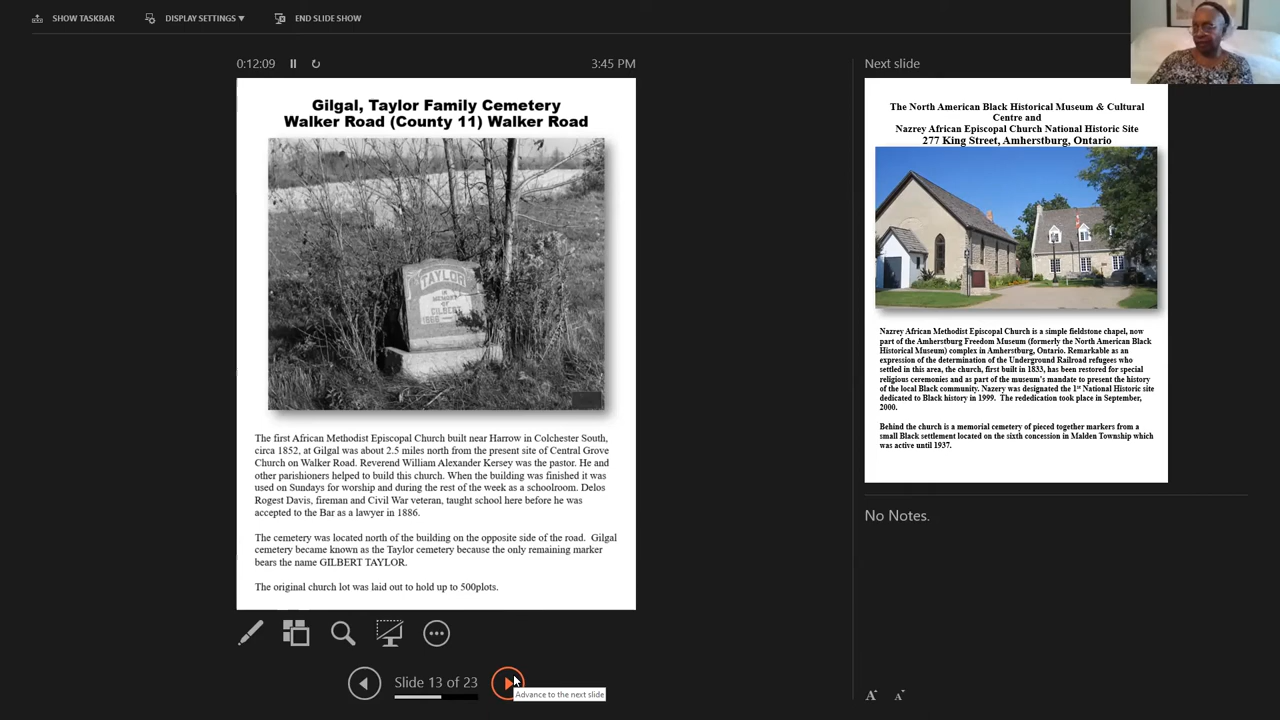 SHOW TASKBAR
DISPLAY SETTINGS ▼
END SLIDE SHOW
0:12:09
3:45 PM
Gilgal, Taylor Family Cemetery
Walker Road (County 11) Walker Road
TAYLOR
IN
MEMORY
OF
GILBERT
1866
The first African Methodist Episcopal Church built near Harrow in Colchester South,
circa 1852, at Gilgal was about 2.5 miles north from the present site of Central Grove
Church on Walker Road. Reverend William Alexander Kersey was the pastor. He and
other parishioners helped to build this church. When the building was finished it was
used on Sundays for worship and during the rest of the week as a schoolroom. Delos
Rogest Davis, fireman and Civil War veteran, taught school here before he was
accepted to the Bar as a lawyer in 1886.
The cemetery was located north of the building on the opposite side of the road.  Gilgal
cemetery became known as the Taylor cemetery because the only remaining marker
bears the name GILBERT TAYLOR.
The original church lot was laid out to hold up to 500plots.
Slide 13 of 23
Advance to the next slide
Next slide
The North American Black Historical Museum & Cultural
Centre and
Nazrey African Episcopal Church National Historic Site
277 King Street, Amherstburg, Ontario
Nazrey African Methodist Episcopal Church is a simple fieldstone chapel, now
part of the Amherstburg Freedom Museum (formerly the North American Black
Historical Museum) complex in Amherstburg, Ontario. Remarkable as an
expression of the determination of the Underground Railroad refugees who
settled in this area, the church, first built in 1833, has been restored for special
religious ceremonies and as part of the museum's mandate to present the history
of the local Black community. Nazery was designated the 1st National Historic site
dedicated to Black history in 1999.  The rededication took place in September,
2000.
Behind the church is a memorial cemetery of pieced together markers from a
small Black settlement located on the sixth concession in Malden Township which
was active until 1937.
No Notes.
A A